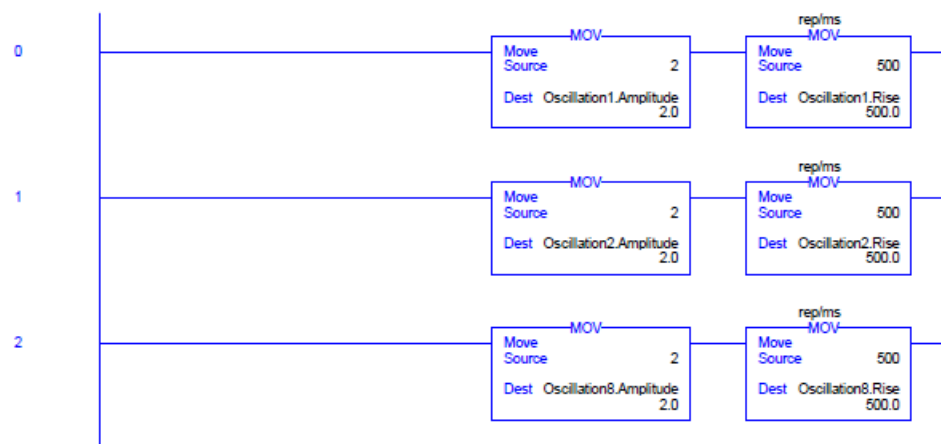 rep/ms
0
MOV
MOV
Move
Source 2
Dest Oscillation1.Amplitude
2.0
Move
Source 500
Dest Oscillation1.Rise
500.0
rep/ms
1
MOV
MOV
Move
Source 2
Dest Oscillation2.Amplitude
2.0
Move
Source 500
Dest Oscillation2.Rise
500.0
rep/ms
2
MOV
MOV
Move
Source 2
Dest Oscillation8.Amplitude
2.0
Move
Source 500
Dest Oscillation8.Rise
500.0